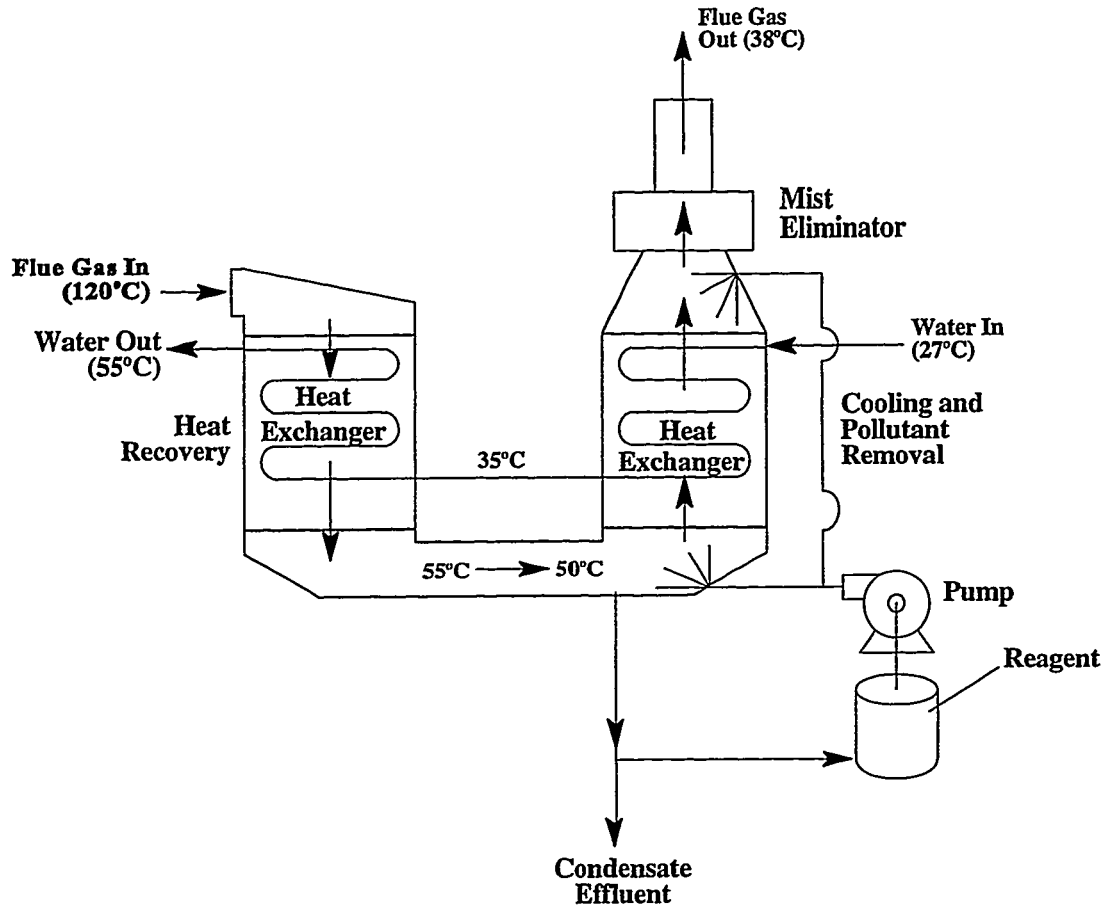 Flue Gas
Out (38°C)
Mist
Eliminator
Flue Gas In
(120°C)
Water Out
(55°C)
Water In
(27°C)
Heat
Exchanger
Heat
Recovery
Heat
Exchanger
Cooling and
Pollutant
Removal
35°C
55°C
50°C
Pump
Reagent
Condensate
Effluent